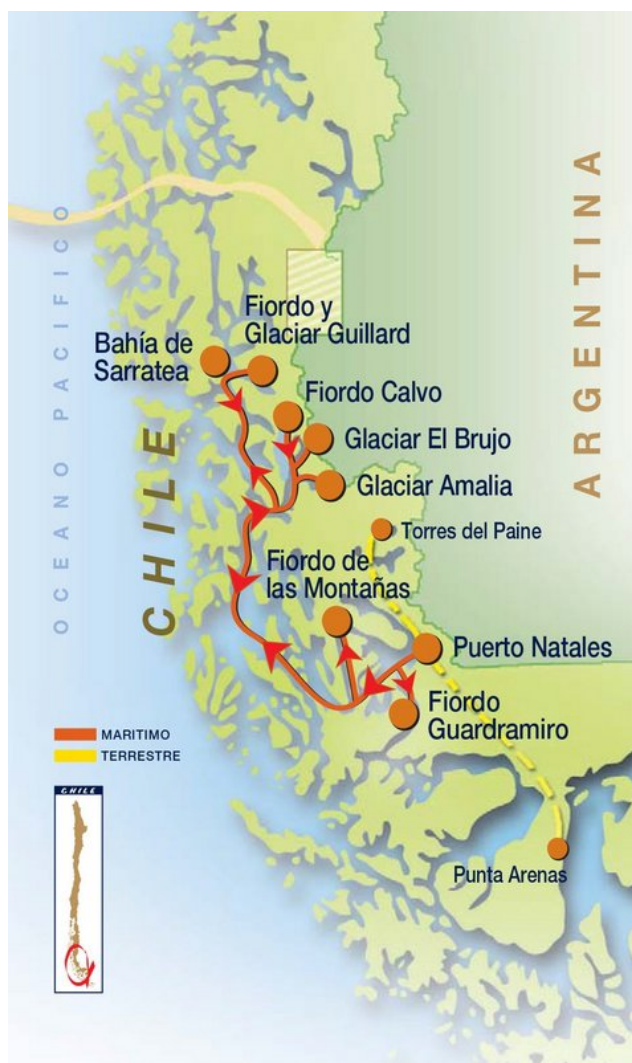 OCEANO PACIFICO
CHILE
ARGENTINA
Fiordo y
Glaciar Guillard
Bahía de
Sarratea
Fiordo Calvo
Glaciar El Brujo
Glaciar Amalia
Torres del Paine
Fiordo de
las Montañas
Puerto Natales
Fiordo
Guardramiro
MARITIMO
TERRESTRE
CHILE
Punta Arenas